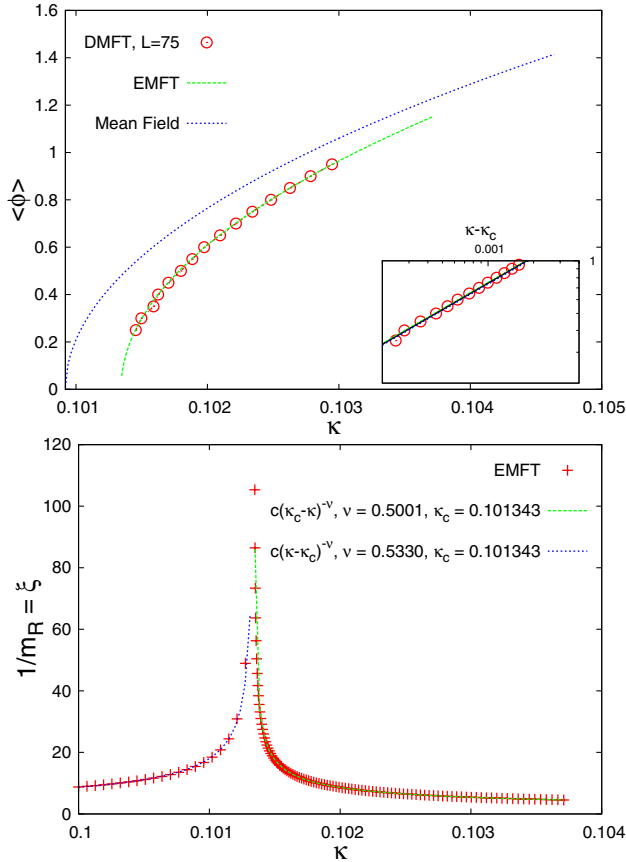 1.6
1.4
1.2
1
0.8
0.6
0.4
0.2
0
<ϕ>
DMFT, L=75
EMFT
Mean Field
κ-κc
0.001
1
0.101 0.102 0.103 0.104 0.105
κ
140
120
100
80
60
40
20
0
1/mR = ξ
EMFT
c(κc-κ)-ν, ν = 0.5001, κc = 0.101343
c(κ-κc)-ν, ν = 0.5330, κc = 0.101343
0.1 0.101 0.102 0.103 0.104
κ